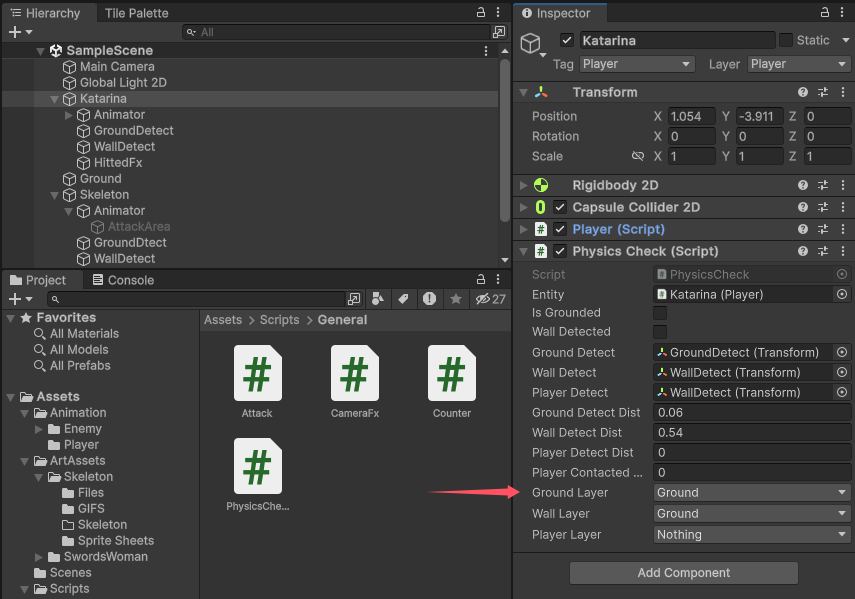 Hierarchy
Tile Palette
All
SampleScene
Main Camera
Global Light 2D
Katarina
Animator
GroundDetect
WallDetect
HittedFx
Ground
Skeleton
Animator
AttackArea
GroundDtect
WallDetect
Project
Console
27
Favorites
All Materials
All Models
All Prefabs
Assets
Animation
Enemy
Player
ArtAssets
Skeleton
Files
GIFS
Skeleton
Sprite Sheets
SwordsWoman
Scenes
Scripts
Assets > Scripts > General
Attack
CameraFx
Counter
PhysicsChe...
Inspector
Katarina
Static
Tag Player
Layer Player
Transform
Position X 1.054 Y -3.911 Z 0
Rotation X 0 Y 0 Z 0
Scale X 1 Y 1 Z 1
Rigidbody 2D
Capsule Collider 2D
Player (Script)
Physics Check (Script)
Script PhysicsCheck
Entity Katarina (Player)
Is Grounded
Wall Detected
Ground Detect GroundDetect (Transform)
Wall Detect WallDetect (Transform)
Player Detect WallDetect (Transform)
Ground Detect Dist 0.06
Wall Detect Dist 0.54
Player Detect Dist 0
Player Contacted ... 0
Ground Layer Ground
Wall Layer Ground
Player Layer Nothing
Add Component